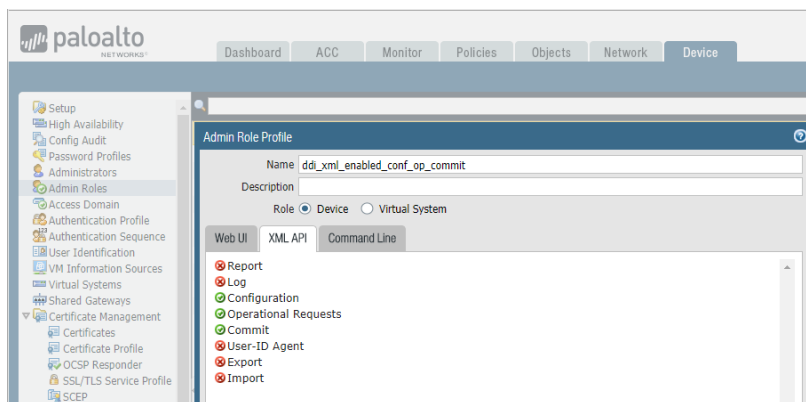 paloalto
NETWORKS
Dashboard
ACC
Monitor
Policies
Objects
Network
Device
Setup
High Availability
Config Audit
Password Profiles
Administrators
Admin Roles
Access Domain
Authentication Profile
Authentication Sequence
User Identification
VM Information Sources
Virtual Systems
Shared Gateways
Certificate Management
Certificates
Certificate Profile
OCSP Responder
SSL/TLS Service Profile
SCEP
Admin Role Profile
Name ddi_xml_enabled_conf_op_commit
Description
Role Device Virtual System
Web UI XML API Command Line
Report
Log
Configuration
Operational Requests
Commit
User-ID Agent
Export
Import